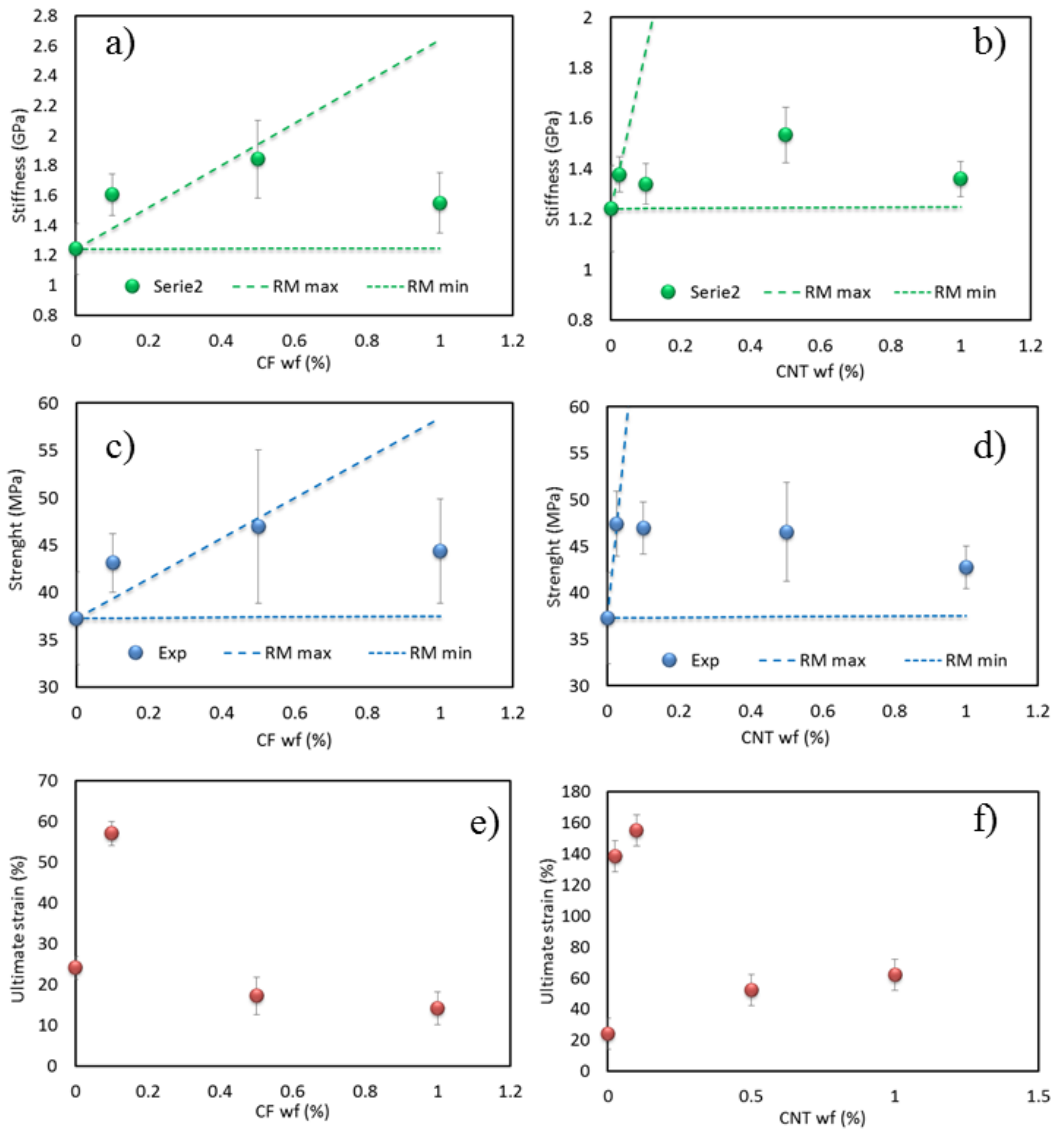 a)
Stiffness (GPa)
2.8
2.6
2.4
2.2
2
1.8
1.6
1.4
1.2
1
0.8
Serie2 RM max RM min
0 0.2 0.4 0.6 0.8 1 1.2
CF wf (%)
b)
Stiffness (GPa)
2
1.8
1.6
1.4
1.2
1
0.8
Serie2 RM max RM min
0 0.2 0.4 0.6 0.8 1 1.2
CNT wf (%)
c)
Strenght (MPa)
60
55
50
45
40
35
30
Exp RM max RM min
0 0.2 0.4 0.6 0.8 1 1.2
CF wf (%)
d)
Strenght (MPa)
60
55
50
45
40
35
30
Exp RM max RM min
0 0.2 0.4 0.6 0.8 1 1.2
CNT wf (%)
e)
Ultimate strain (%)
70
60
50
40
30
20
10
0
0 0.2 0.4 0.6 0.8 1 1.2
CF wf (%)
f)
Ultimate strain (%)
180
160
140
120
100
80
60
40
20
0
0 0.5 1 1.5
CNT wf (%)